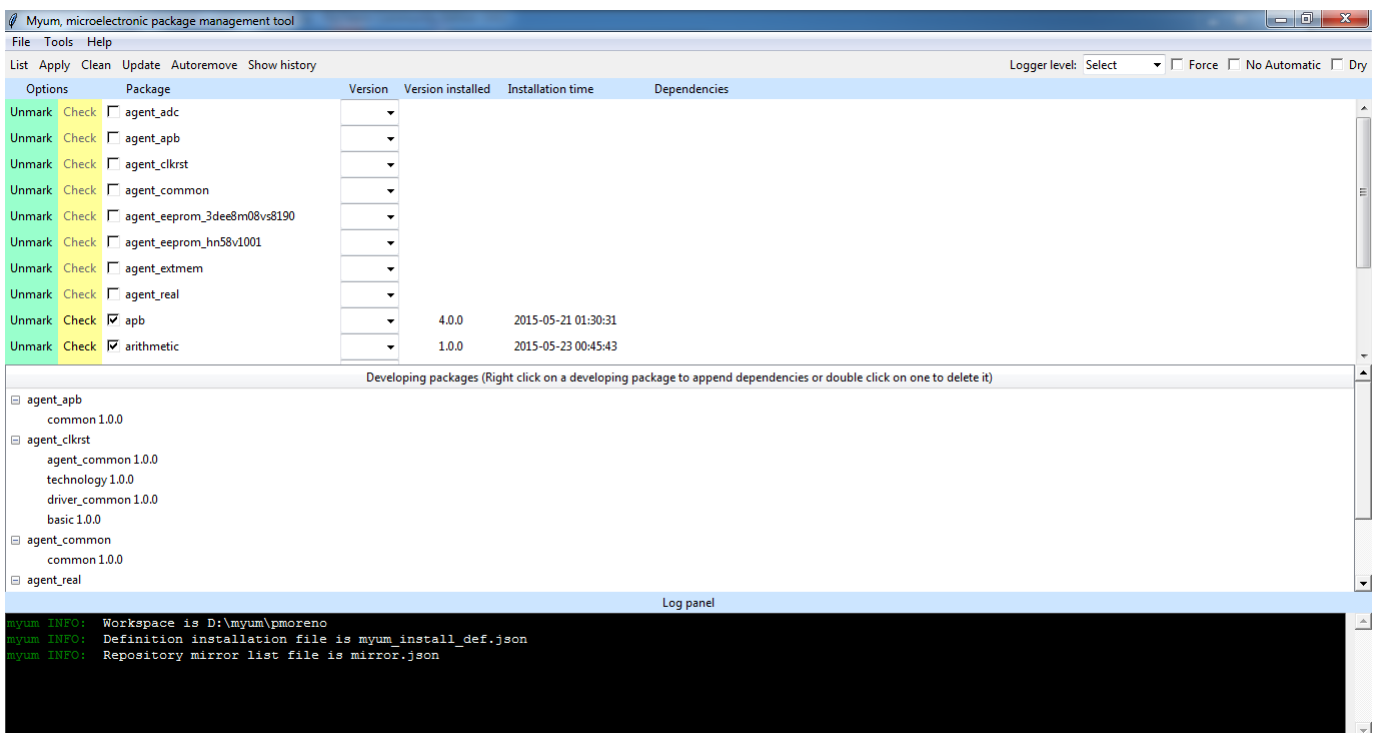 Myum, microelectronic package management tool
File Tools Help
List Apply Clean Update Autoremove Show history Logger level: Select Force No Automatic Dry
Options Package Version Version installed Installation time Dependencies
Unmark Check agent_adc
Unmark Check agent_apb
Unmark Check agent_clkrst
Unmark Check agent_common
Unmark Check agent_eeprom_3dee8m08vs8190
Unmark Check agent_eeprom_hn58v1001
Unmark Check agent_extmem
Unmark Check agent_real
Unmark Check apb 4.0.0 2015-05-21 01:30:31
Unmark Check arithmetic 1.0.0 2015-05-23 00:45:43
Developing packages (Right click on a developing package to append dependencies or double click on one to delete it)
agent_apb
common 1.0.0
agent_clkrst
agent_common 1.0.0
technology 1.0.0
driver_common 1.0.0
basic 1.0.0
agent_common
common 1.0.0
agent_real
Log panel
myum INFO: Workspace is D:\myum\pmoreno
myum INFO: Definition installation file is myum_install_def.json
myum INFO: Repository mirror list file is mirror.json